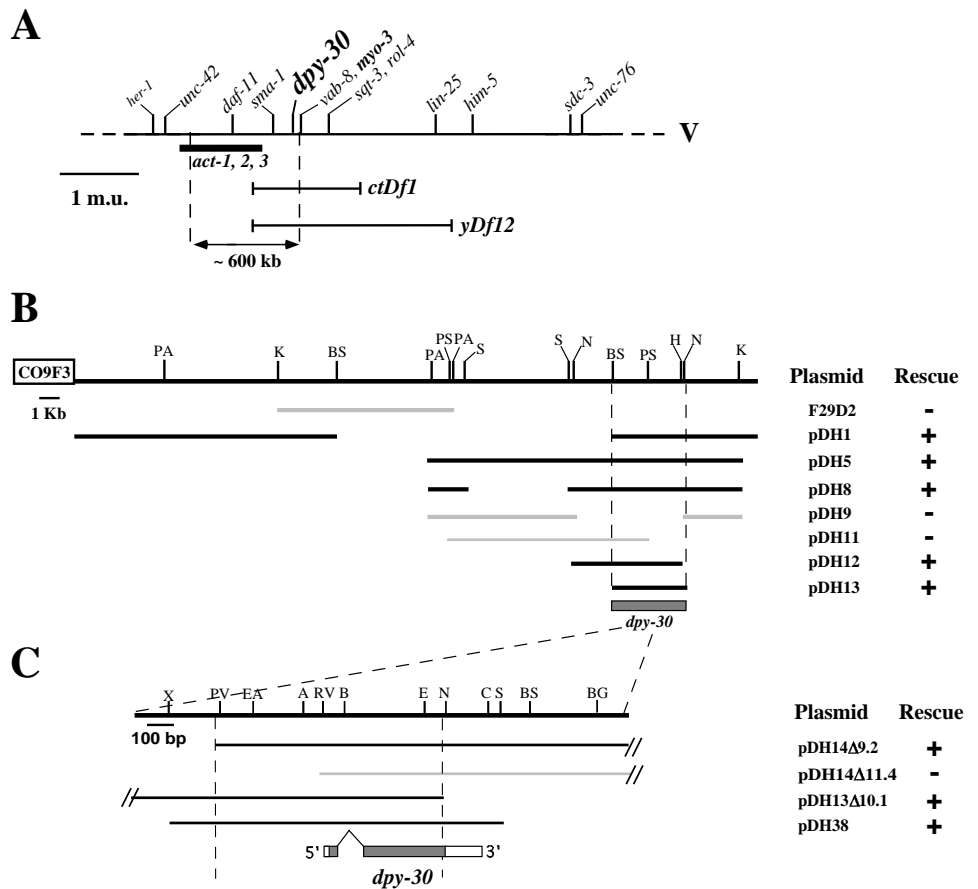 A
her-1 unc-42 daf-11 sma-1 dpy-30 vab-8, myo-3 sqt-3, rol-4 lin-25 him-5 sdc-3 unc-76
V
act-1, 2, 3
1 m.u.
ctDf1
yDf12
~ 600 kb
B
PA K BS PA PS PA S S N BS PS H N K
CO9F3
1 Kb
Plasmid Rescue
F29D2 -
pDH1 +
pDH5 +
pDH8 +
pDH9 -
pDH11 -
pDH12 +
pDH13 +
dpy-30
C
X PV EA A RV B E N C S BS BG
100 bp
Plasmid Rescue
pDH14Δ9.2 +
pDH14Δ11.4 -
pDH13Δ10.1 +
pDH38 +
5' 3'
dpy-30